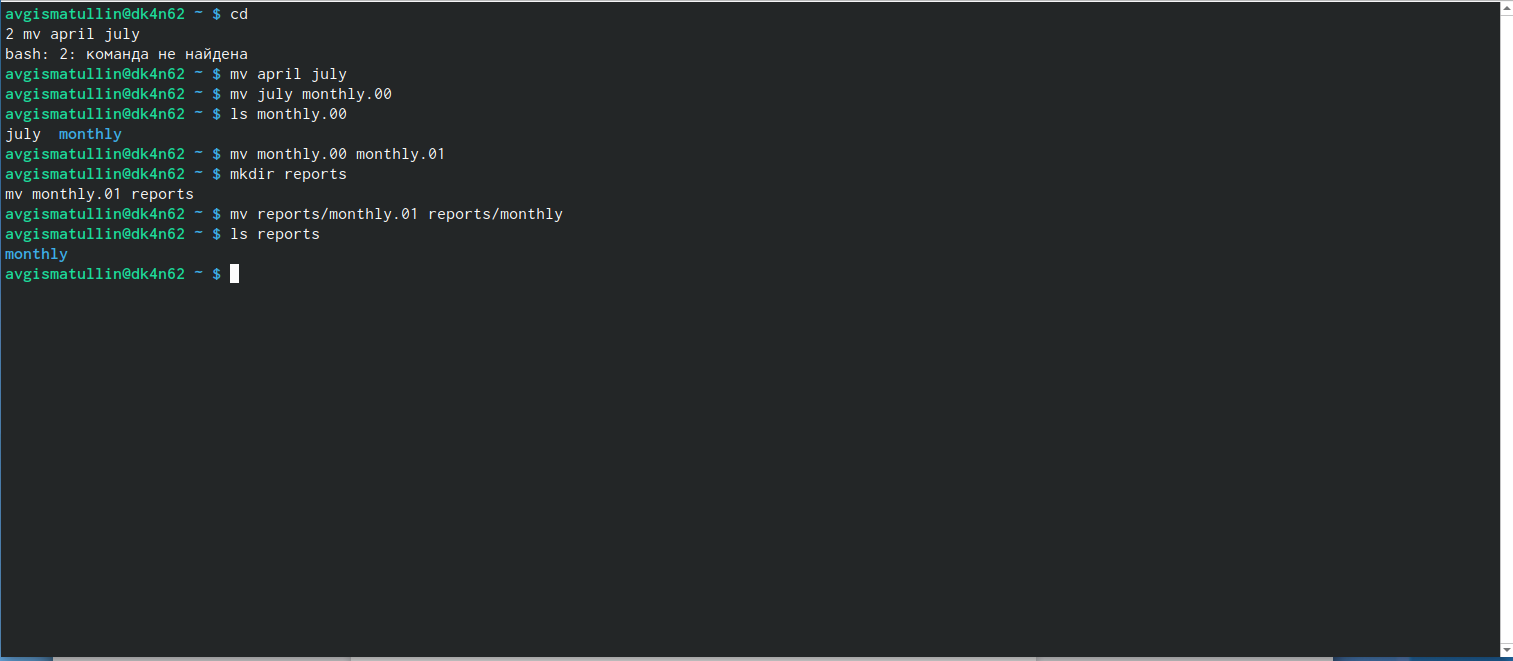 avgismatullin@dk4n62 ~ $ cd
2 mv april july
bash: 2: команда не найдена
avgismatullin@dk4n62 ~ $ mv april july
avgismatullin@dk4n62 ~ $ mv july monthly.00
avgismatullin@dk4n62 ~ $ ls monthly.00
july  monthly
avgismatullin@dk4n62 ~ $ mv monthly.00 monthly.01
avgismatullin@dk4n62 ~ $ mkdir reports
mv monthly.01 reports
avgismatullin@dk4n62 ~ $ mv reports/monthly.01 reports/monthly
avgismatullin@dk4n62 ~ $ ls reports
monthly
avgismatullin@dk4n62 ~ $